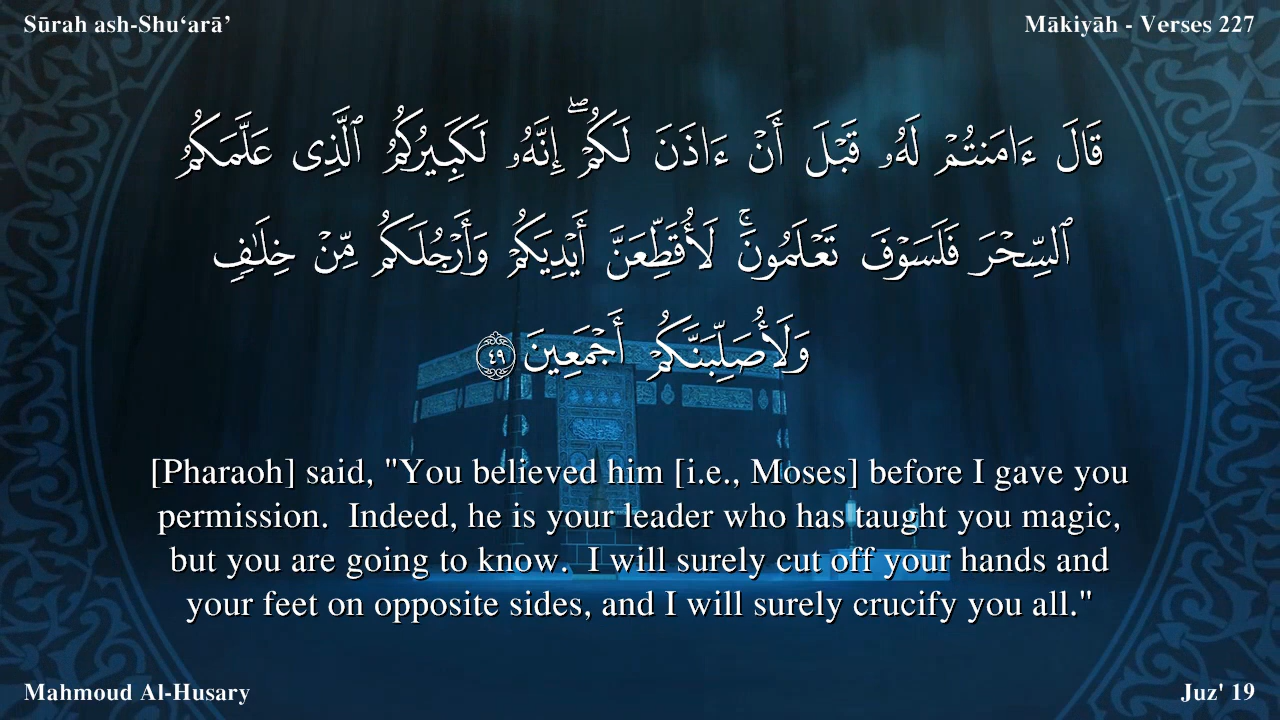 Sūrah ash-Shu‘arā’
Mākiyāh - Verses 227
قَالَ ءَامَنتُمْ لَهُۥ قَبْلَ أَنْ ءَاذَنَ لَكُمْ ۖ إِنَّهُۥ لَكَبِيرُكُمُ ٱلَّذِى عَلَّمَكُمُ
ٱلسِّحْرَ فَلَسَوْفَ تَعْلَمُونَ ۚ لَأُقَطِّعَنَّ أَيْدِيَكُمْ وَأَرْجُلَكُم مِّنْ خِلَـٰفٍ
وَلَأُصَلِّبَنَّكُمْ أَجْمَعِينَ ٤٩
[Pharaoh] said, "You believed him [i.e., Moses] before I gave you
permission.  Indeed, he is your leader who has taught you magic,
but you are going to know.  I will surely cut off your hands and
your feet on opposite sides, and I will surely crucify you all."
Mahmoud Al-Husary
Juz' 19